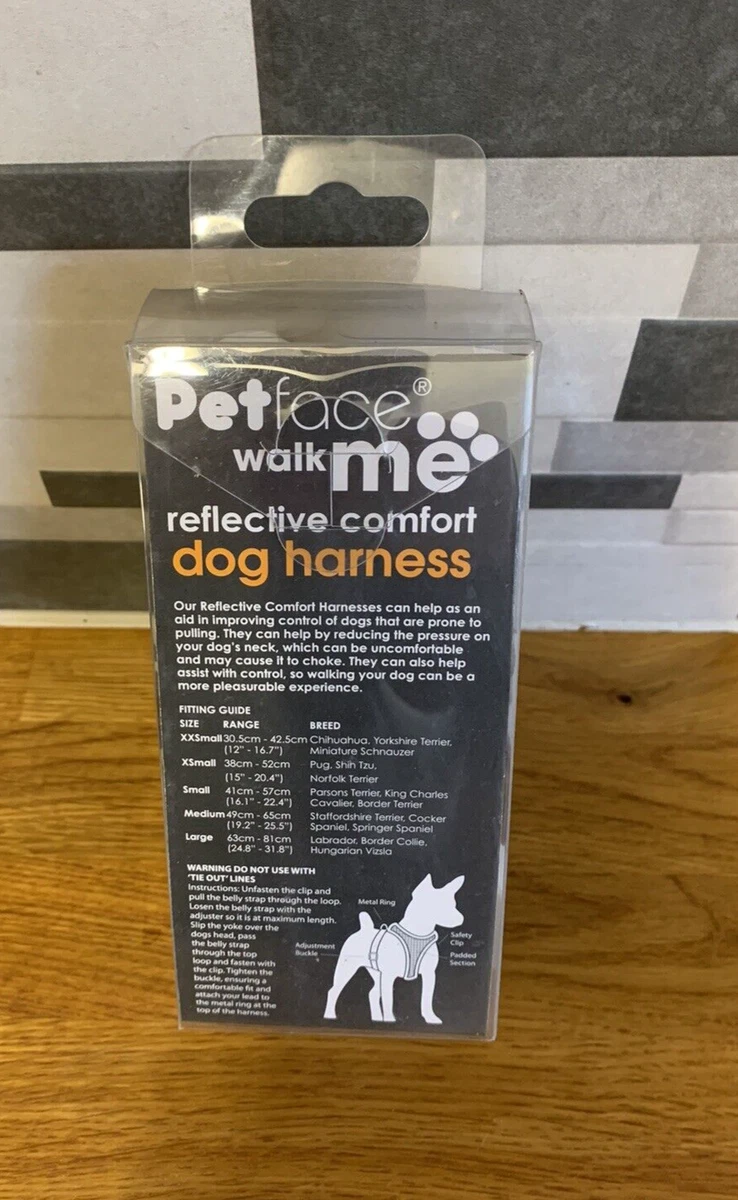 Petface®
walk me
reflective comfort
dog harness
Our Reflective Comfort Harnesses can help as an
aid in improving control of dogs that are prone to
pulling. They can help by reducing the pressure on
your dog's neck, which can be uncomfortable
and may cause it to choke. They can also help
assist with control, so walking your dog can be a
more pleasurable experience.
FITTING GUIDE
SIZE RANGE BREED
XXSmall 30.5cm - 42.5cm Chihuahua, Yorkshire Terrier,
(12" - 16.7") Miniature Schnauzer
XSmall 38cm - 52cm Pug, Shih Tzu,
(15" - 20.4") Norfolk Terrier
Small 41cm - 57cm Parsons Terrier, King Charles
(16.1" - 22.4") Cavalier, Border Terrier
Medium 49cm - 65cm Staffordshire Terrier, Cocker
(19.2" - 25.5") Spaniel, Springer Spaniel
Large 63cm - 81cm Labrador, Border Collie,
(24.8" - 31.8") Hungarian Vizsla
WARNING DO NOT USE WITH
'TIE OUT' LINES
Instructions: Unfasten the clip and
pull the belly strap through the loop.
Losen the belly strap with the
adjuster so it is at maximum length.
Slip the yoke over the
dogs head, pass
the belly strap
through the top
loop and fasten with
the clip. Tighten the
buckle, ensuring a
comfortable fit and
attach your lead to
the metal ring at the
top of the harness.
Metal Ring
Adjustment
Buckle
Safety
Clip
Padded
Section